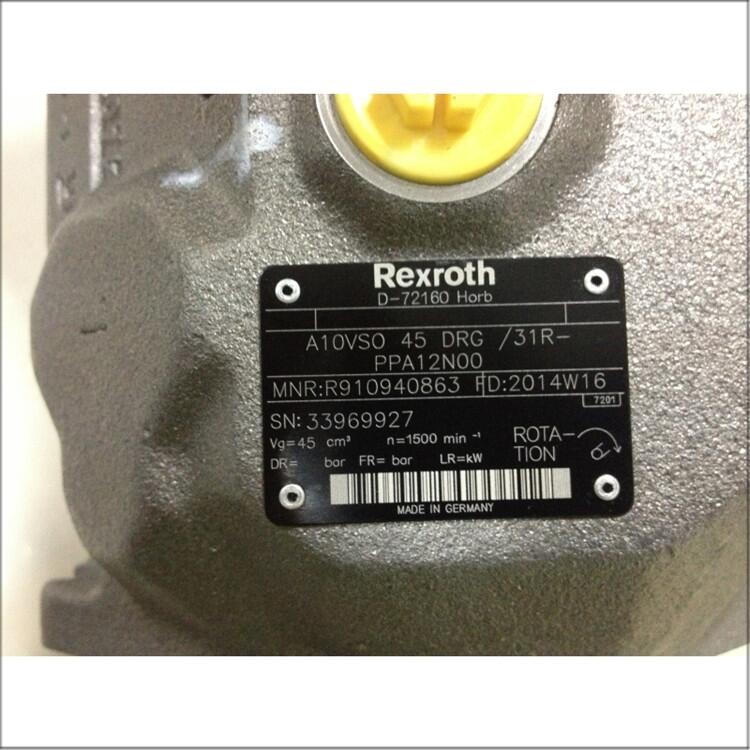 Rexroth
D-72160 Horb
A10VSO 45 DRG /31R-
PPA12N00
MNR:R910940863 FD:2014W16
7201
SN: 33969927
Vg=45 cm³ n=1500 min⁻¹
DR= bar FR= bar LR=kW
ROTA-
TION
MADE IN GERMANY